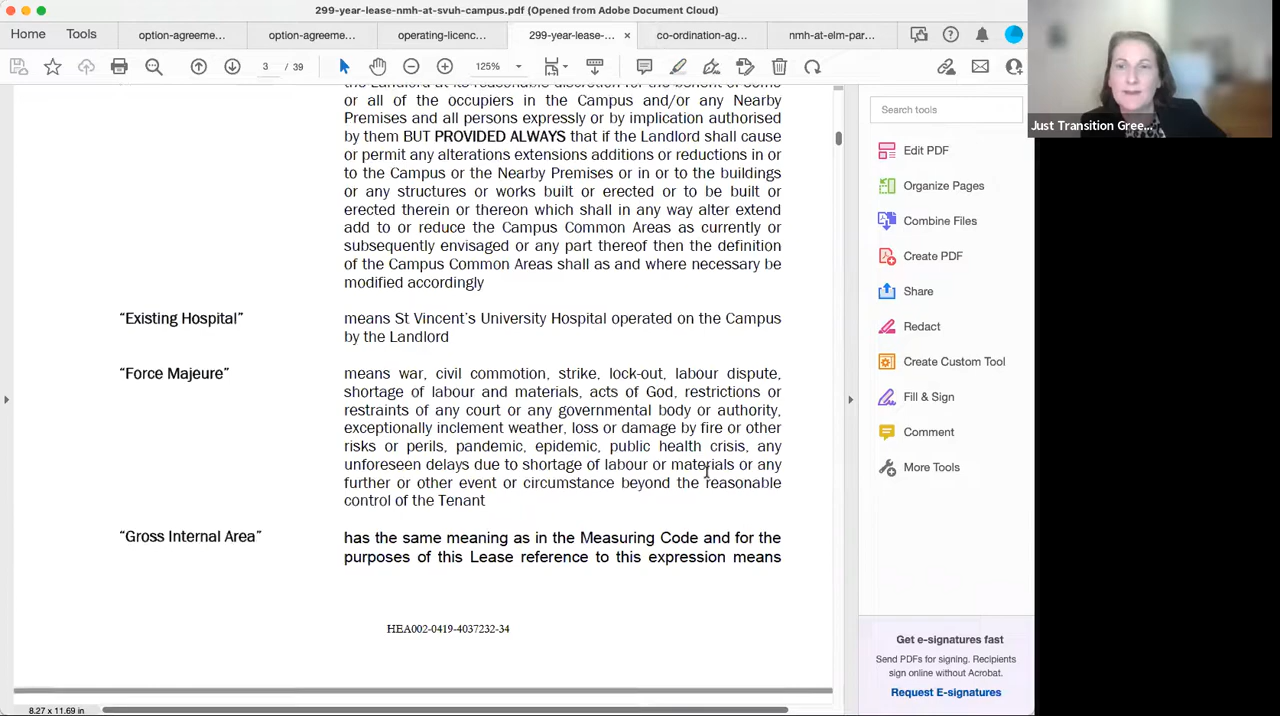 299-year-lease-nmh-at-svuh-campus.pdf (Opened from Adobe Document Cloud)
Home Tools option-agreeme... option-agreeme... operating-licenc... 299-year-lease-... × co-ordination-ag... nmh-at-elm-par...
3 / 39 125%
the Landlord at its reasonable discretion for the benefit of some
or all of the occupiers in the Campus and/or any Nearby
Premises and all persons expressly or by implication authorised
by them BUT PROVIDED ALWAYS that if the Landlord shall cause
or permit any alterations extensions additions or reductions in or
to the Campus or the Nearby Premises or in or to the buildings
or any structures or works built or erected or to be built or
erected therein or thereon which shall in any way alter extend
add to or reduce the Campus Common Areas as currently or
subsequently envisaged or any part thereof then the definition
of the Campus Common Areas shall as and where necessary be
modified accordingly
“Existing Hospital” means St Vincent’s University Hospital operated on the Campus
by the Landlord
“Force Majeure” means war, civil commotion, strike, lock-out, labour dispute,
shortage of labour and materials, acts of God, restrictions or
restraints of any court or any governmental body or authority,
exceptionally inclement weather, loss or damage by fire or other
risks or perils, pandemic, epidemic, public health crisis, any
unforeseen delays due to shortage of labour or materials or any
further or other event or circumstance beyond the reasonable
control of the Tenant
“Gross Internal Area” has the same meaning as in the Measuring Code and for the
purposes of this Lease reference to this expression means
HEA002-0419-4037232-34
8.27 x 11.69 in
Search tools
Edit PDF
Organize Pages
Combine Files
Create PDF
Share
Redact
Create Custom Tool
Fill & Sign
Comment
More Tools
Get e-signatures fast
Send PDFs for signing. Recipients
sign online without Acrobat.
Request E-signatures
Just Transition Gree...